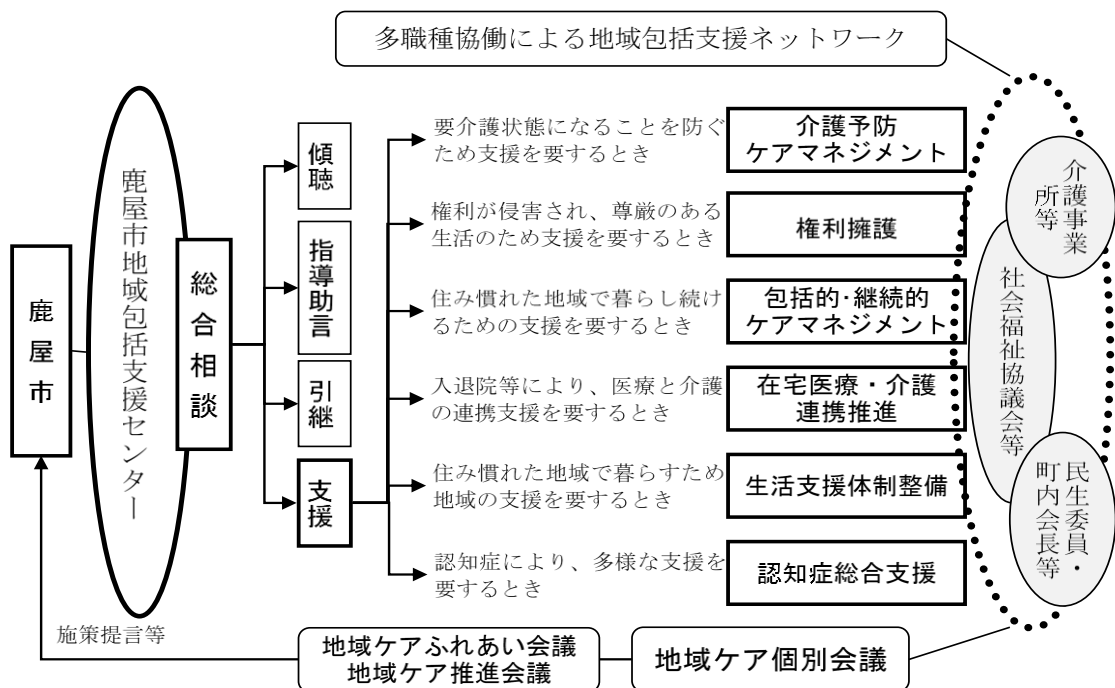 多職種協働による地域包括支援ネットワーク
鹿屋市
鹿屋市地域包括支援センター
総合相談
傾聴
指導助言
引継
支援
要介護状態になることを防ぐ
ため支援を要するとき
介護予防
ケアマネジメント
権利が侵害され、尊厳のある
生活のため支援を要するとき
権利擁護
住み慣れた地域で暮らし続け
るための支援を要するとき
包括的・継続的
ケアマネジメント
入退院等により、医療と介護
の連携支援を要するとき
在宅医療・介護
連携推進
住み慣れた地域で暮らすため
地域の支援を要するとき
生活支援体制整備
認知症により、多様な支援を
要するとき
認知症総合支援
介護事業
所等
社会福祉協議会等
民生委員・
町内会長等
施策提言等
地域ケアふれあい会議
地域ケア推進会議
地域ケア個別会議